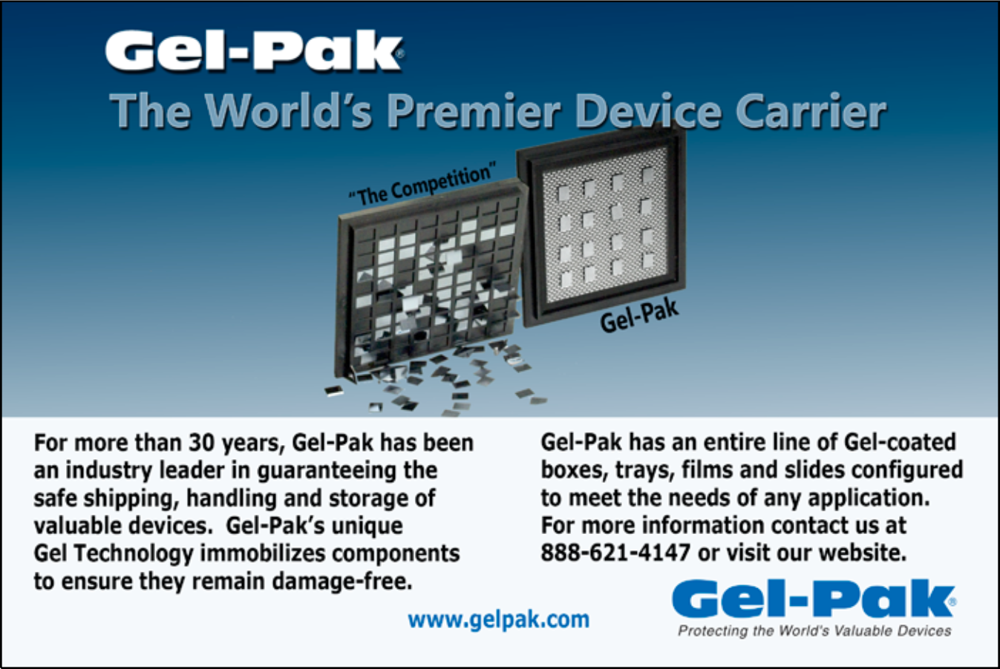 Gel-Pak®
The World's Premier Device Carrier
"The Competition"
Gel-Pak
For more than 30 years, Gel-Pak has been
an industry leader in guaranteeing the
safe shipping, handling and storage of
valuable devices.  Gel-Pak's unique
Gel Technology immobilizes components
to ensure they remain damage-free.
Gel-Pak has an entire line of Gel-coated
boxes, trays, films and slides configured
to meet the needs of any application.
For more information contact us at
888-621-4147 or visit our website.
www.gelpak.com
Gel-Pak®
Protecting the World's Valuable Devices